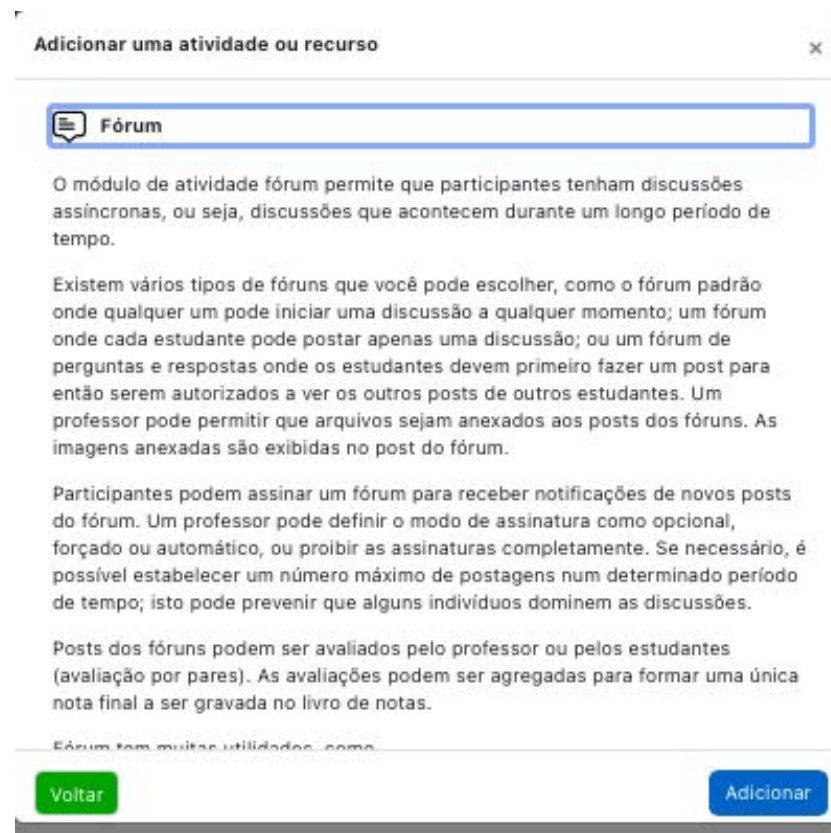 Adicionar uma atividade ou recurso
×
Fórum
O módulo de atividade fórum permite que participantes tenham discussões
assíncronas, ou seja, discussões que acontecem durante um longo período de
tempo.
Existem vários tipos de fóruns que você pode escolher, como o fórum padrão
onde qualquer um pode iniciar uma discussão a qualquer momento; um fórum
onde cada estudante pode postar apenas uma discussão; ou um fórum de
perguntas e respostas onde os estudantes devem primeiro fazer um post para
então serem autorizados a ver os outros posts de outros estudantes. Um
professor pode permitir que arquivos sejam anexados aos posts dos fóruns. As
imagens anexadas são exibidas no post do fórum.
Participantes podem assinar um fórum para receber notificações de novos posts
do fórum. Um professor pode definir o modo de assinatura como opcional,
forçado ou automático, ou proibir as assinaturas completamente. Se necessário, é
possível estabelecer um número máximo de postagens num determinado período
de tempo; isto pode prevenir que alguns indivíduos dominem as discussões.
Posts dos fóruns podem ser avaliados pelo professor ou pelos estudantes
(avaliação por pares). As avaliações podem ser agregadas para formar uma única
nota final a ser gravada no livro de notas.
Fórum tem muitas utilidades, como
Voltar
Adicionar